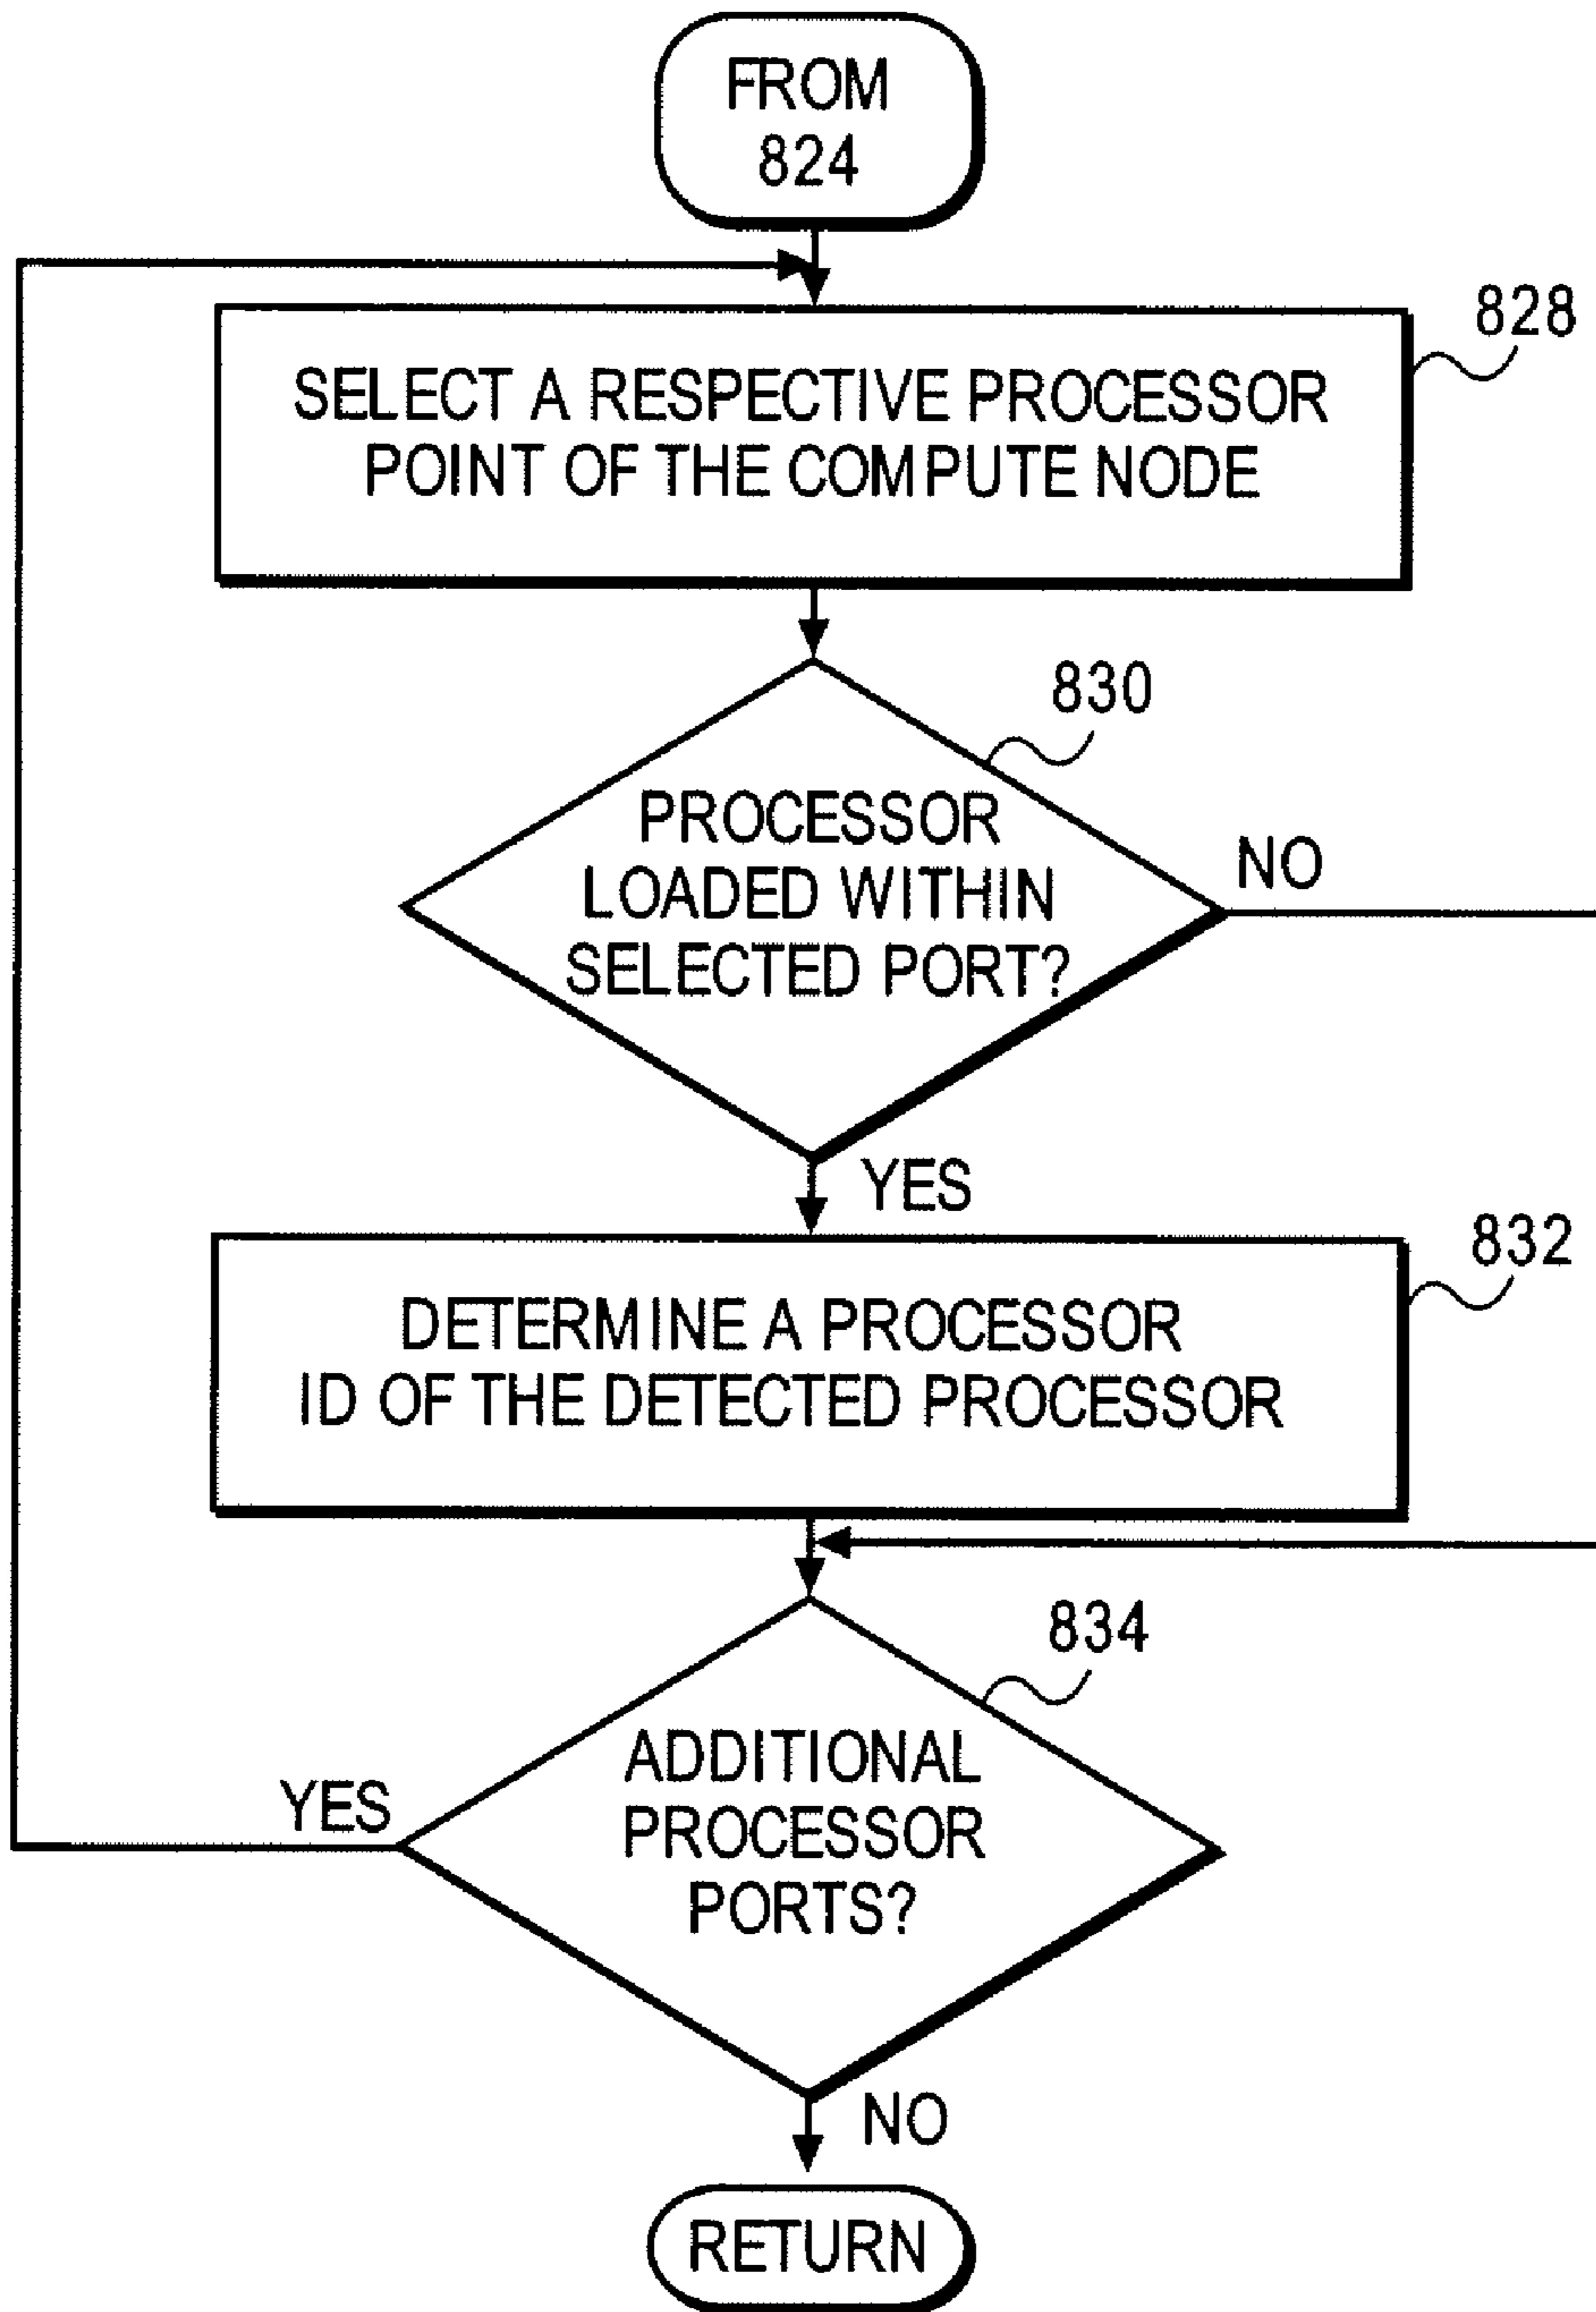 FROM
824
828
SELECT A RESPECTIVE PROCESSOR
POINT OF THE COMPUTE NODE
830
PROCESSOR
LOADED WITHIN
SELECTED PORT?
NO
YES
832
DETERMINE A PROCESSOR
ID OF THE DETECTED PROCESSOR
834
ADDITIONAL
PROCESSOR
PORTS?
YES
NO
RETURN